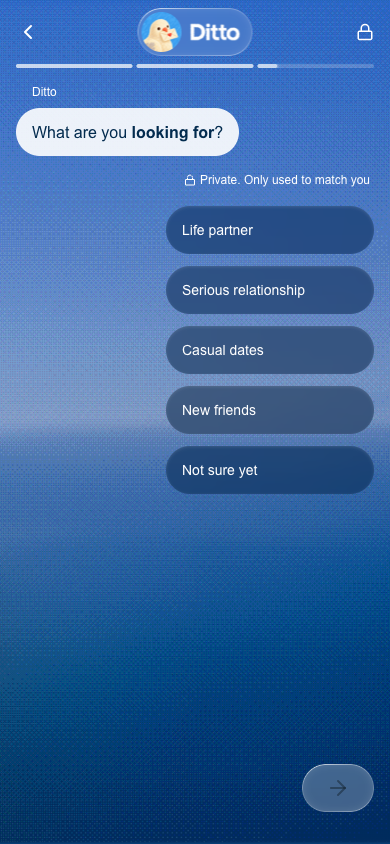 Ditto
Ditto
What are you looking for?
Private. Only used to match you
Life partner
Serious relationship
Casual dates
New friends
Not sure yet